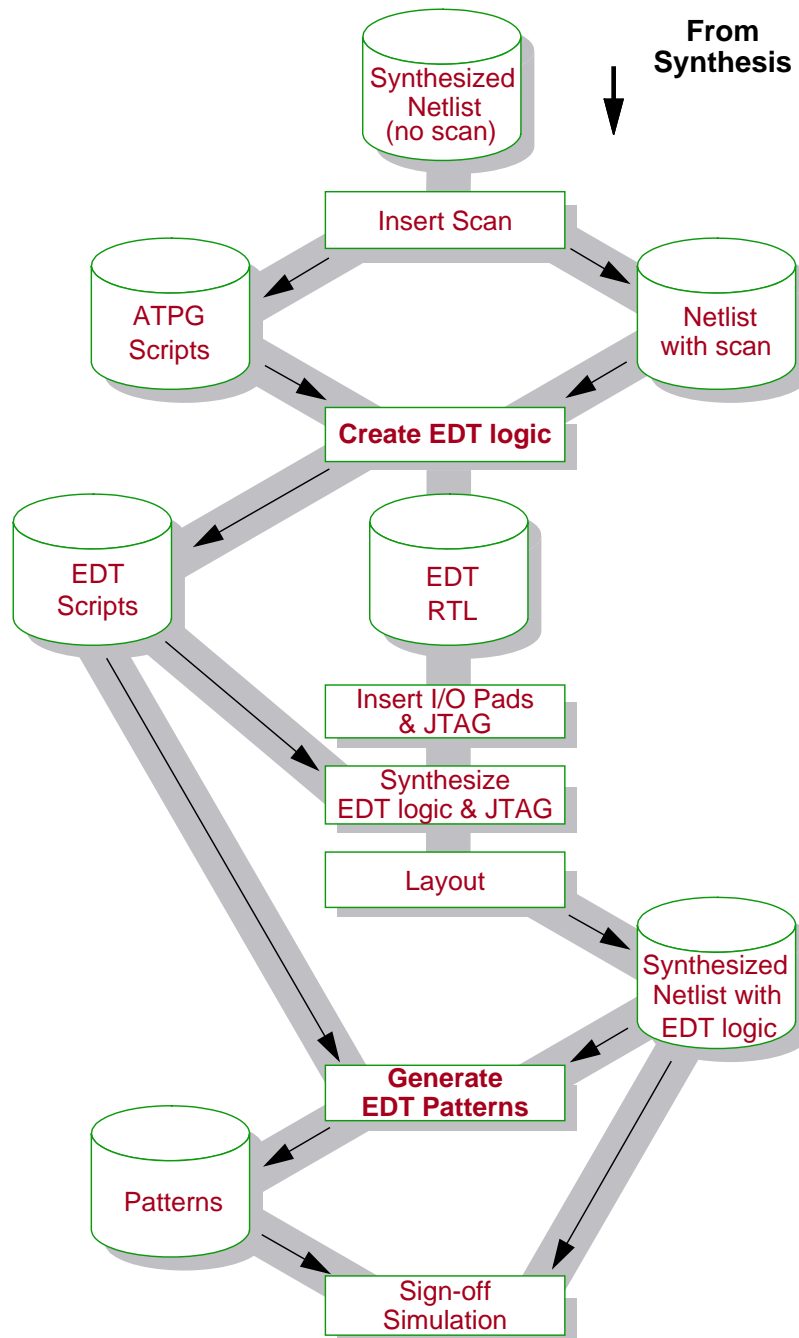 From
Synthesis
Synthesized
Netlist
(no scan)
Insert Scan
ATPG
Scripts
Netlist
with scan
Create EDT logic
EDT
Scripts
EDT
RTL
Insert I/O Pads
& JTAG
Synthesize
EDT logic & JTAG
Layout
Synthesized
Netlist with
EDT logic
Generate
EDT Patterns
Patterns
Sign-off
Simulation